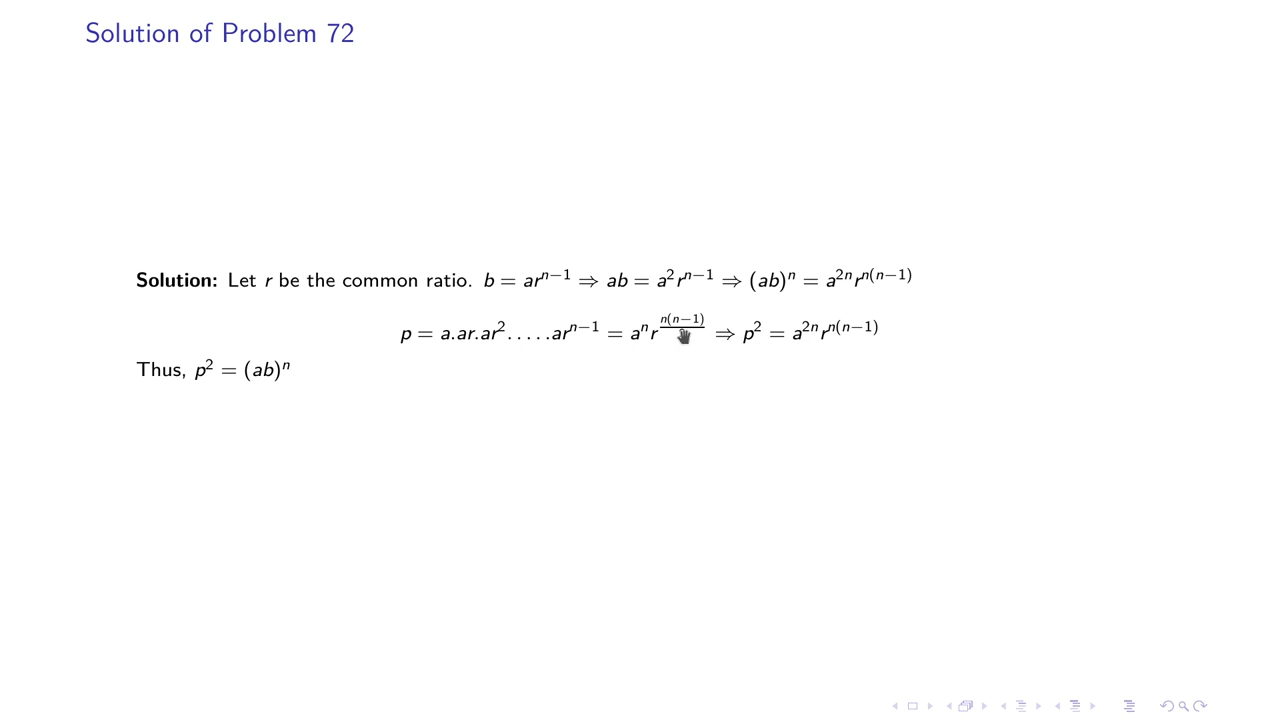 Solution of Problem 72
Solution: Let r be the common ratio. b = ar^{n−1} ⇒ ab = a^2r^{n−1} ⇒ (ab)^n = a^{2n}r^{n(n−1)}
p = a.ar.ar^2. . . . .ar^{n−1} = a^nr^{n(n−1)/} ⇒ p^2 = a^{2n}r^{n(n−1)}
Thus, p^2 = (ab)^n